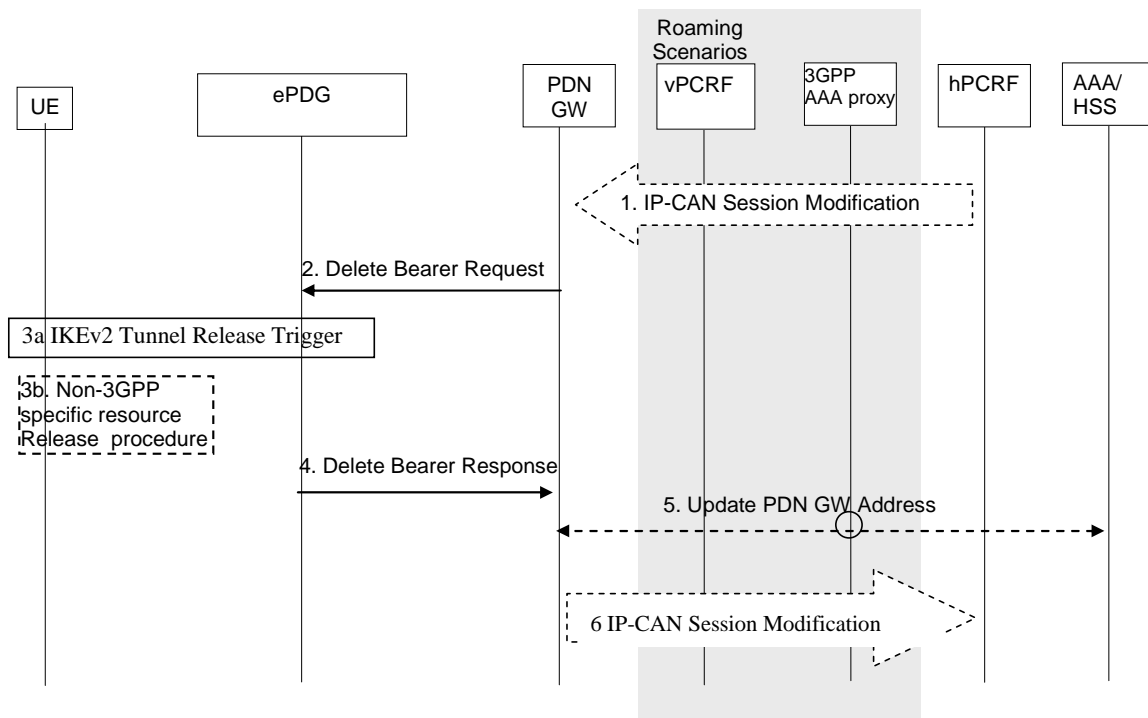 Roaming
Scenarios
UE
ePDG
PDN
GW
vPCRF
3GPP
AAA proxy
hPCRF
AAA/
HSS
1. IP-CAN Session Modification
2. Delete Bearer Request
3a IKEv2 Tunnel Release Trigger
3b. Non-3GPP
specific resource
Release procedure
4. Delete Bearer Response
5. Update PDN GW Address
6 IP-CAN Session Modification